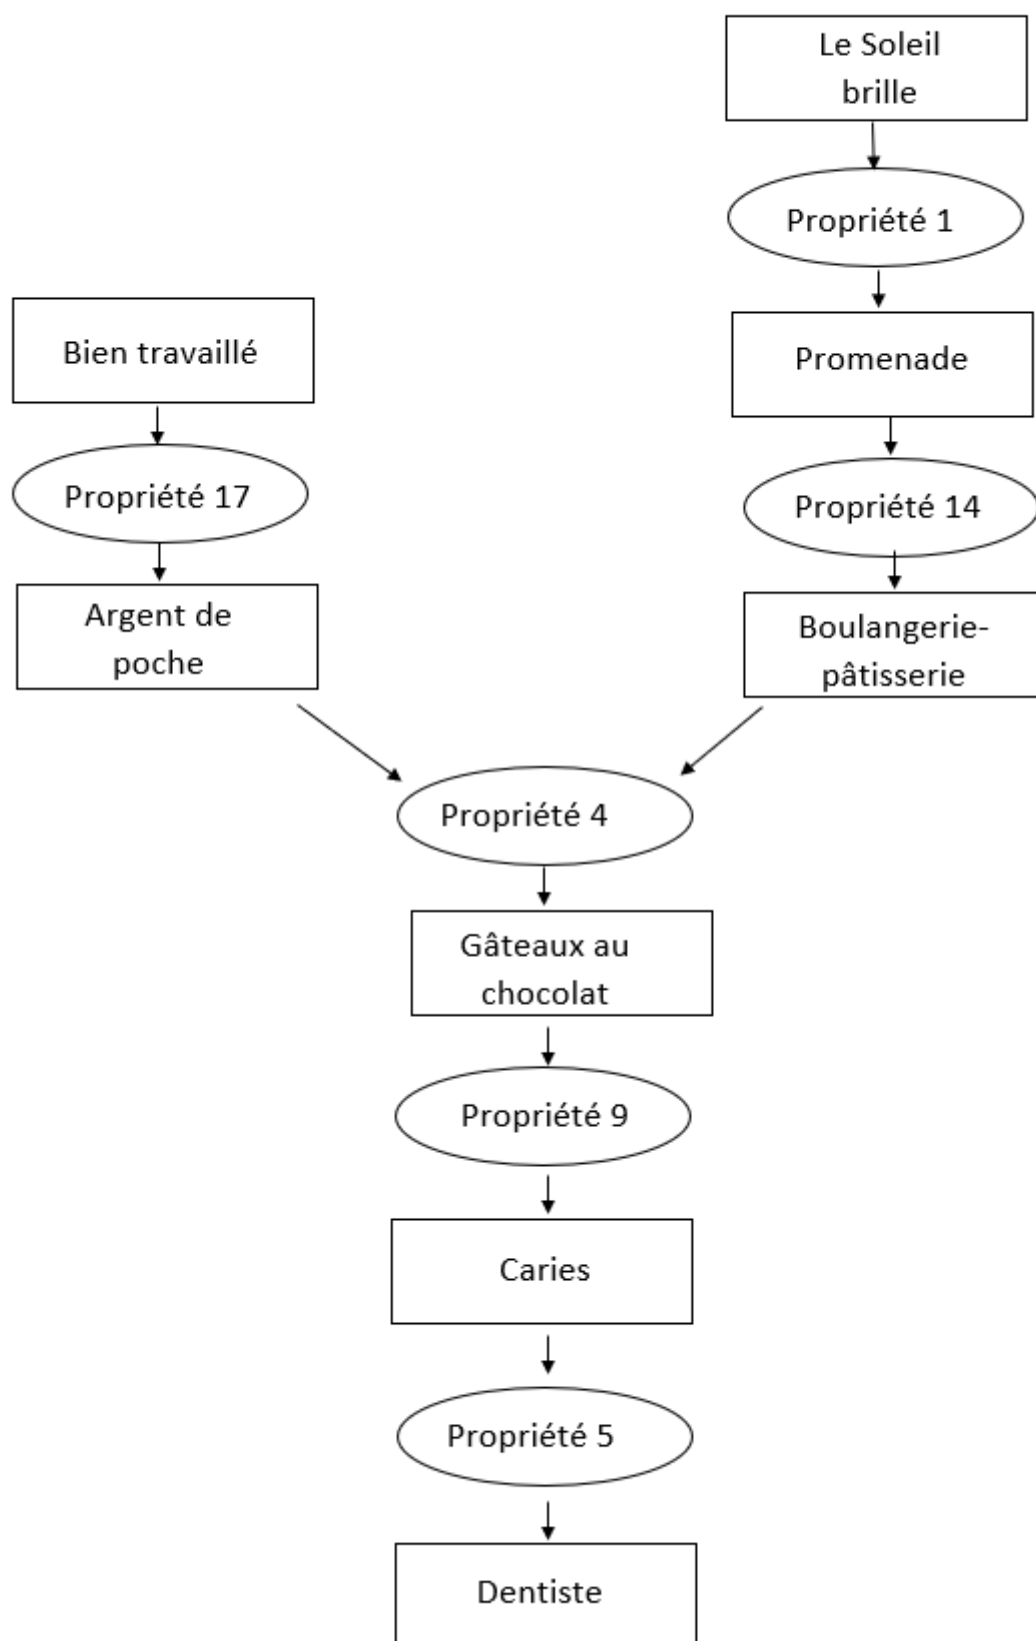 Le Soleil
brille
Propriété 1
Bien travaillé
Promenade
Propriété 17
Propriété 14
Argent de
poche
Boulangerie-
pâtisserie
Propriété 4
Gâteaux au
chocolat
Propriété 9
Caries
Propriété 5
Dentiste